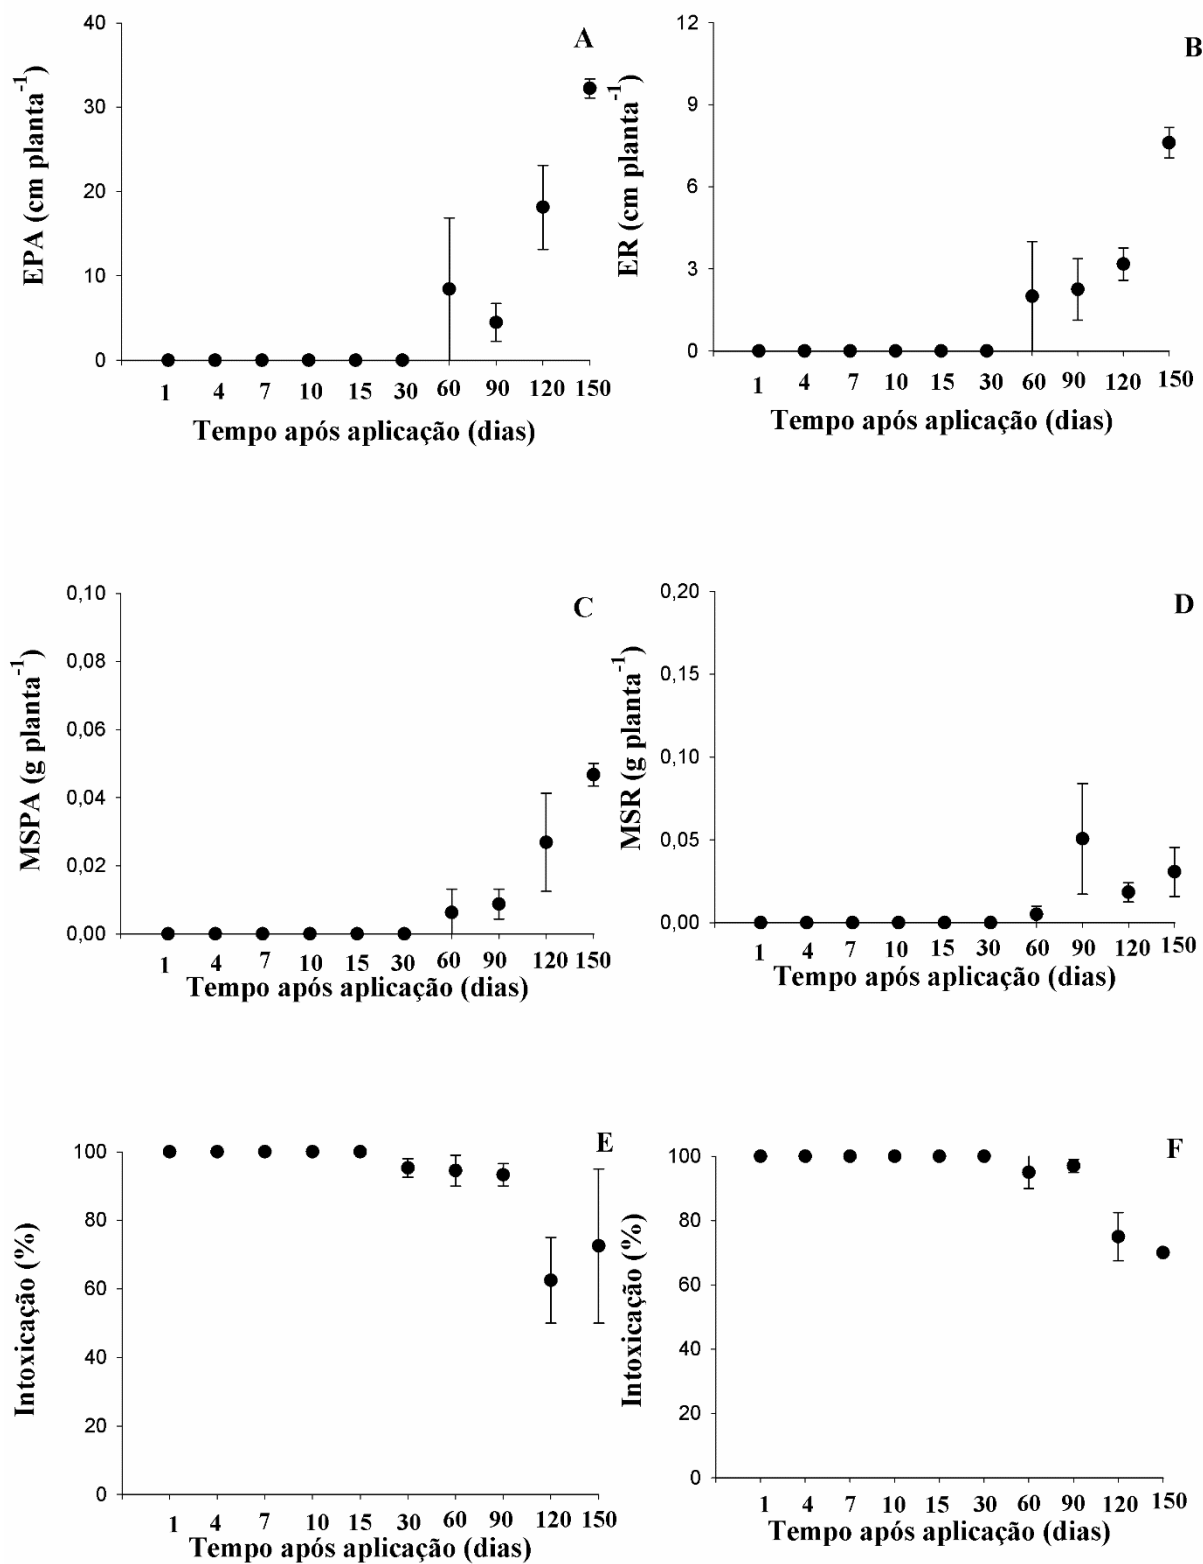 A
EPA (cm planta⁻¹)
40
30
20
10
0
1 4 7 10 15 30 60 90 120 150
Tempo após aplicação (dias)
B
ER (cm planta⁻¹)
12
9
6
3
0
1 4 7 10 15 30 60 90 120 150
Tempo após aplicação (dias)
C
MSPA (g planta⁻¹)
0,10
0,08
0,06
0,04
0,02
0,00
1 4 7 10 15 30 60 90 120 150
Tempo após aplicação (dias)
D
MSR (g planta⁻¹)
0,20
0,15
0,10
0,05
0,00
1 4 7 10 15 30 60 90 120 150
Tempo após aplicação (dias)
E
Intoxicação (%)
100
80
60
40
20
0
1 4 7 10 15 30 60 90 120 150
Tempo após aplicação (dias)
F
Intoxicação (%)
100
80
60
40
20
0
1 4 7 10 15 30 60 90 120 150
Tempo após aplicação (dias)